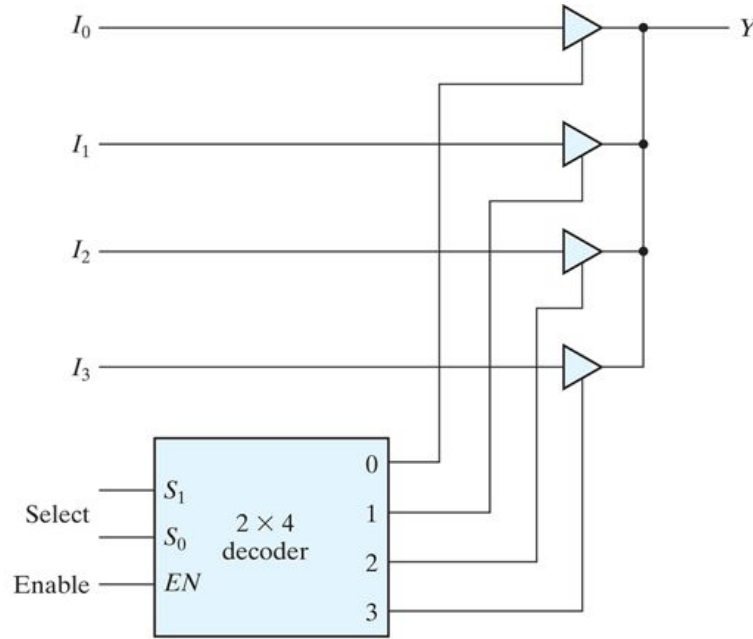 I₀
Y
I₁
I₂
I₃
0
S₁
Select
1
2 × 4
S₀
decoder
2
Enable
EN
3